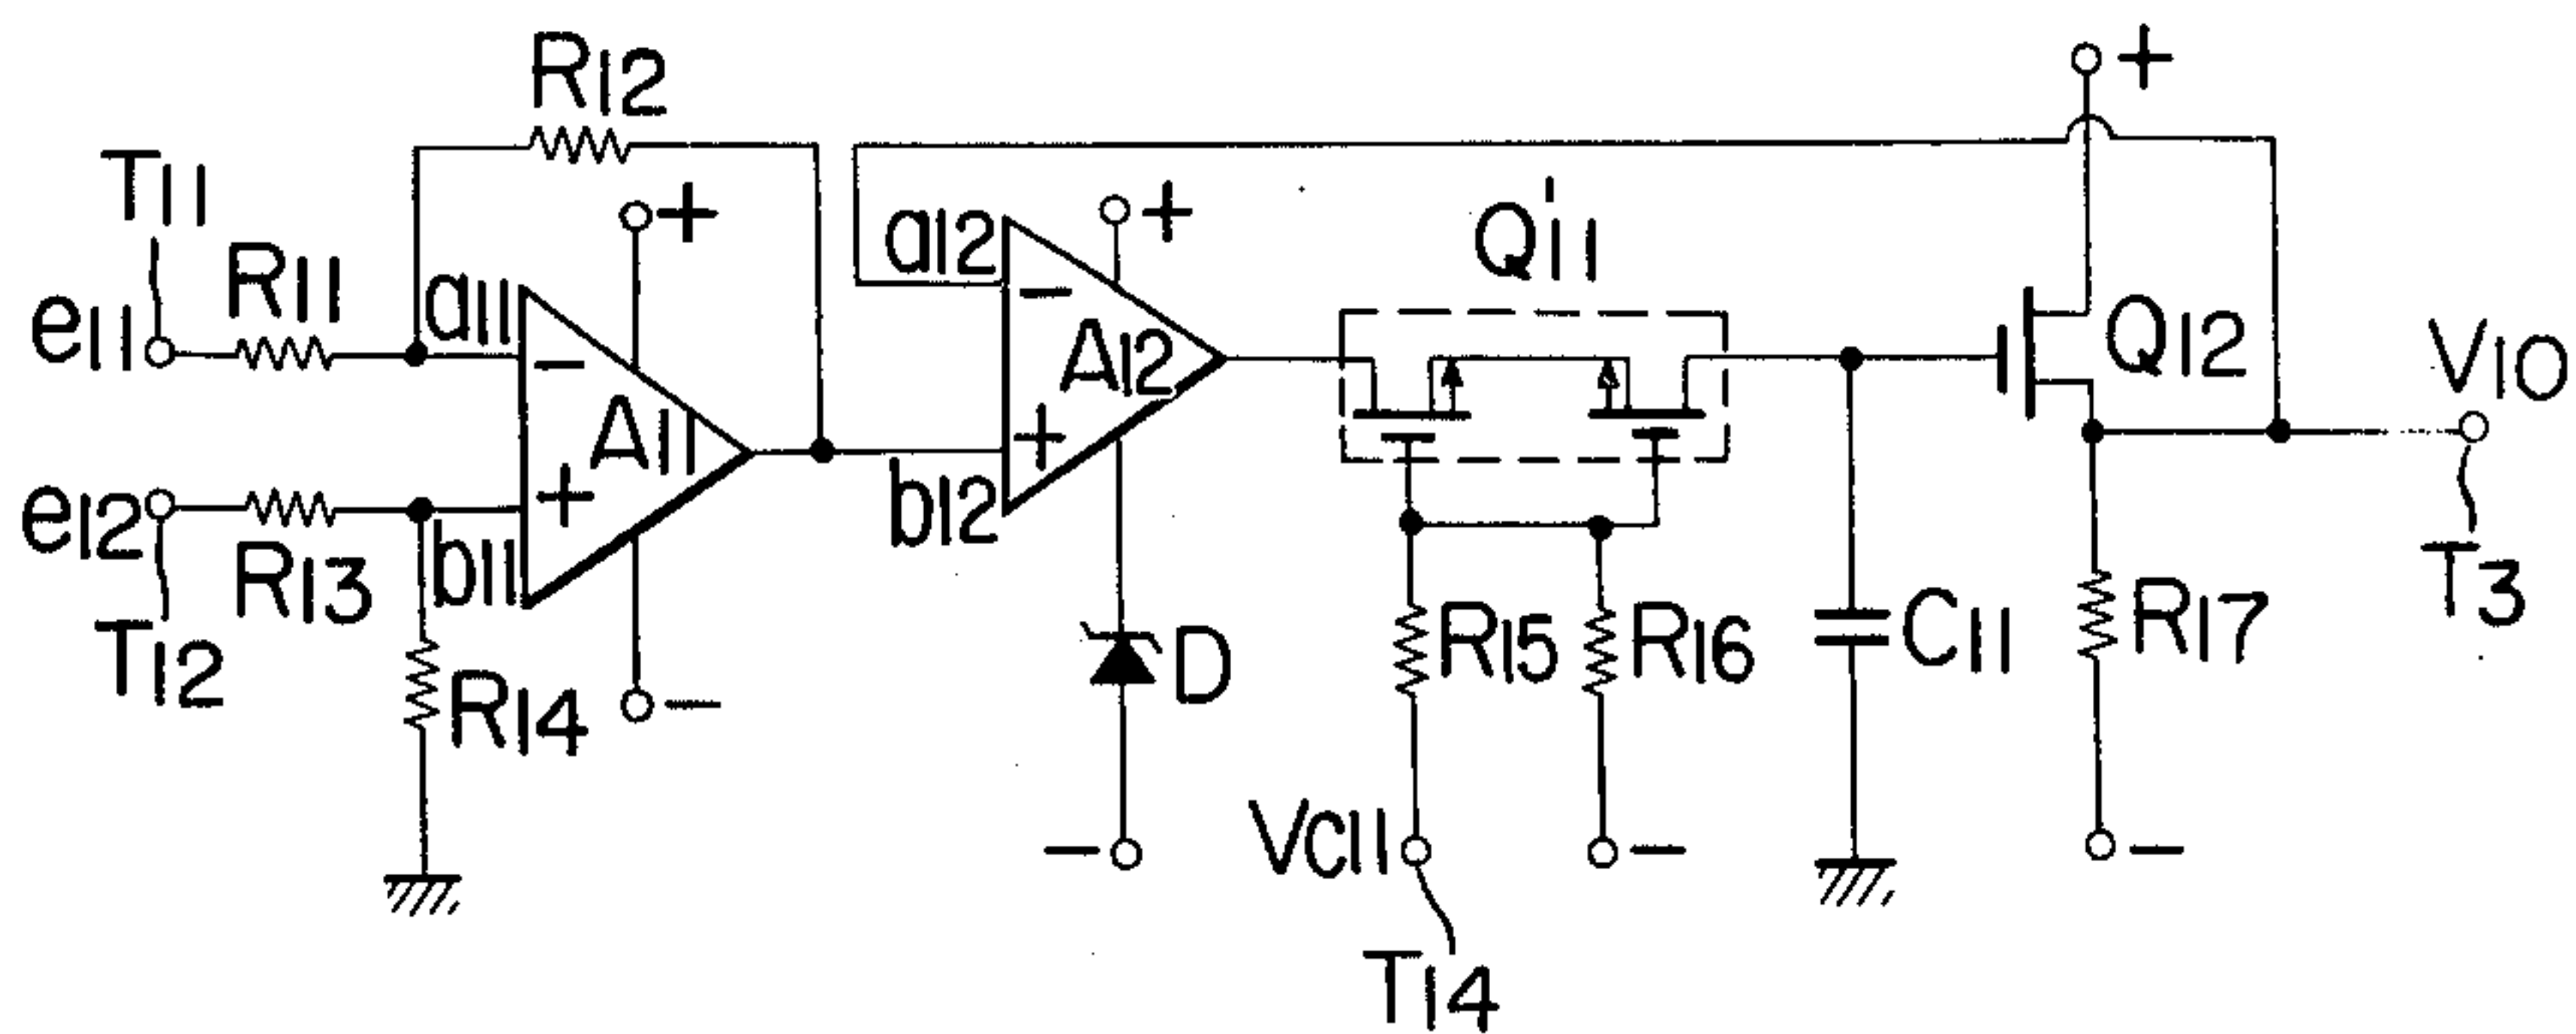 R12
+
T11
+
a12
+
Q'11
R11
a11
e11
-
-
A12
Q12
V10
A11
+
e12
+
b12
b11
R13
T12
R14
-
D
R15
R16
C11
R17
T3
-
VC11
-
-
T14